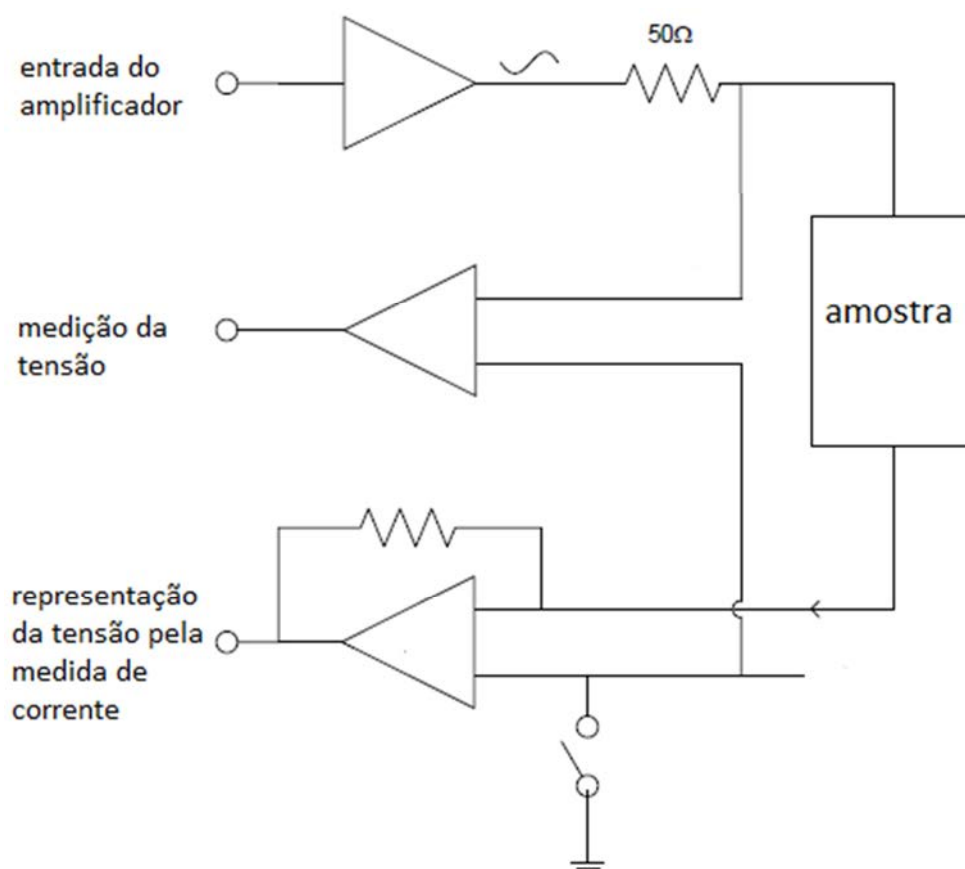 50Ω
entrada do
amplificador
medição da
tensão
amostra
representação
da tensão pela
medida de
corrente